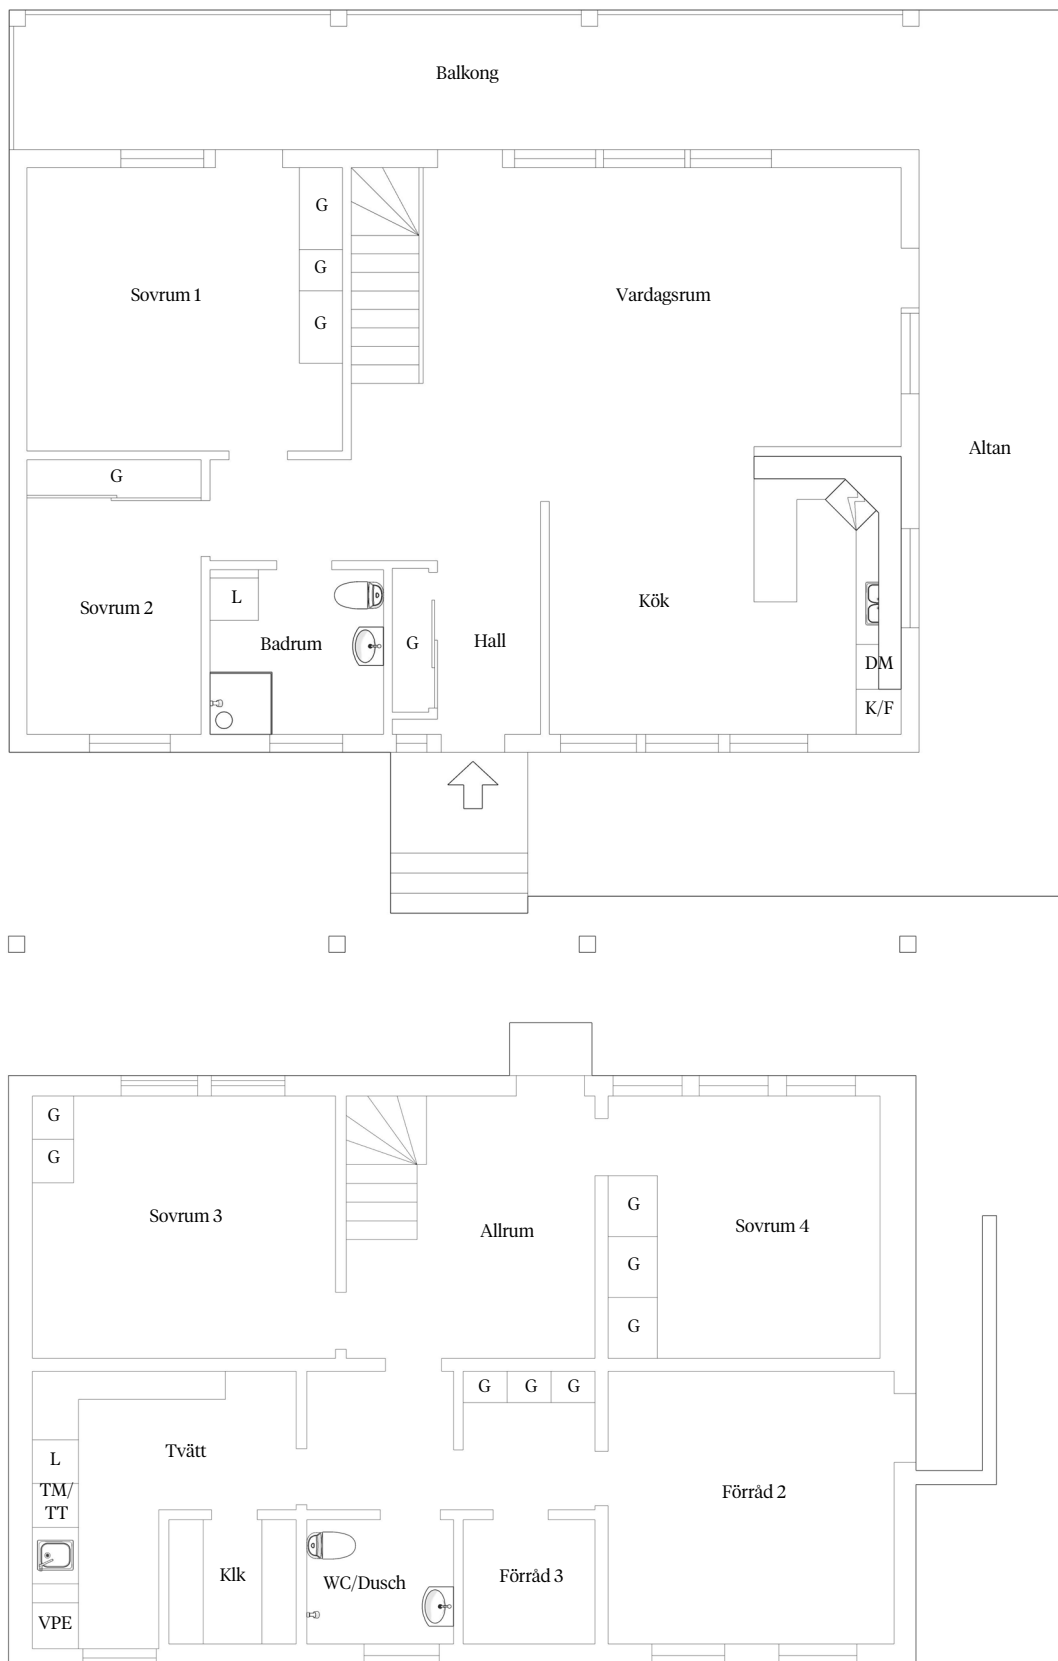 Balkong
G
Sovrum 1
G
Vardagsrum
G
Altan
G
L
Kök
Sovrum 2
Badrum
G
Hall
DM
K/F
G
G
Sovrum 3
G
Sovrum 4
Allrum
G
G
G
G
G
Tvätt
L
TM/
TT
Förråd 2
Klk
WC/Dusch
Förråd 3
VPE